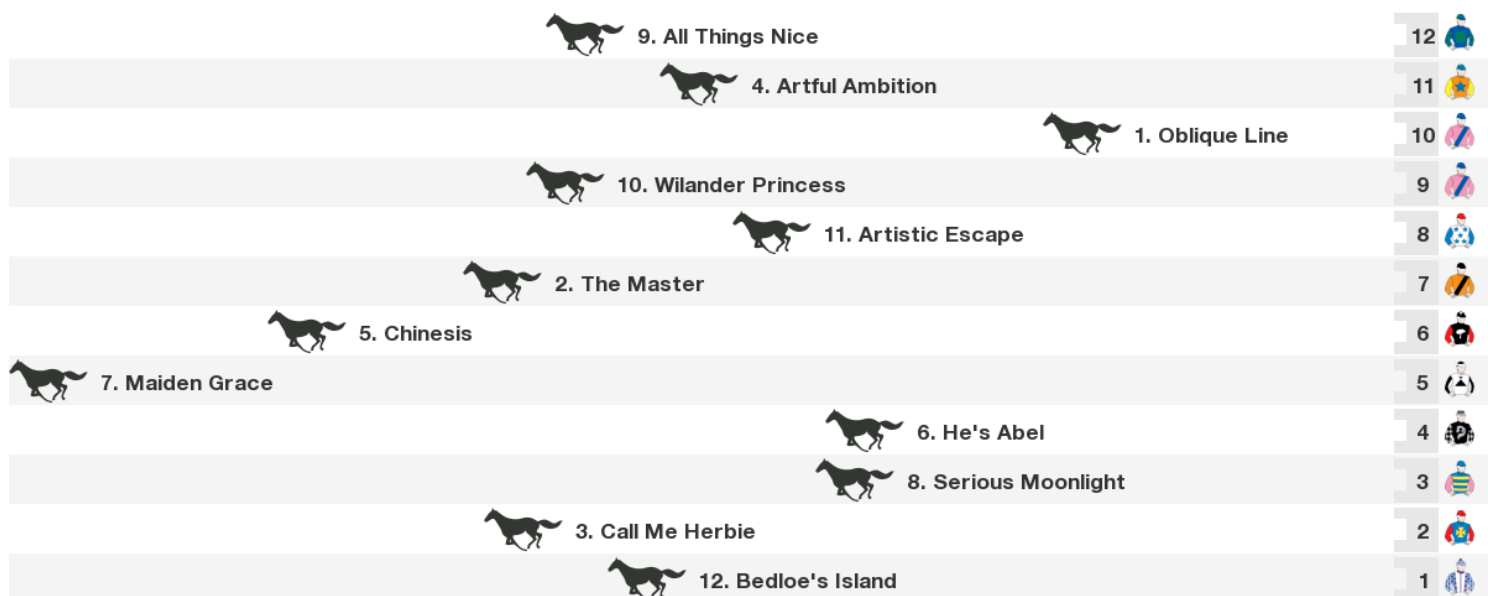 9. All Things Nice 12
4. Artful Ambition 11
1. Oblique Line 10
10. Wilander Princess 9
11. Artistic Escape 8
2. The Master 7
5. Chinesis 6
7. Maiden Grace 5
6. He's Abel 4
8. Serious Moonlight 3
3. Call Me Herbie 2
12. Bedloe's Island 1